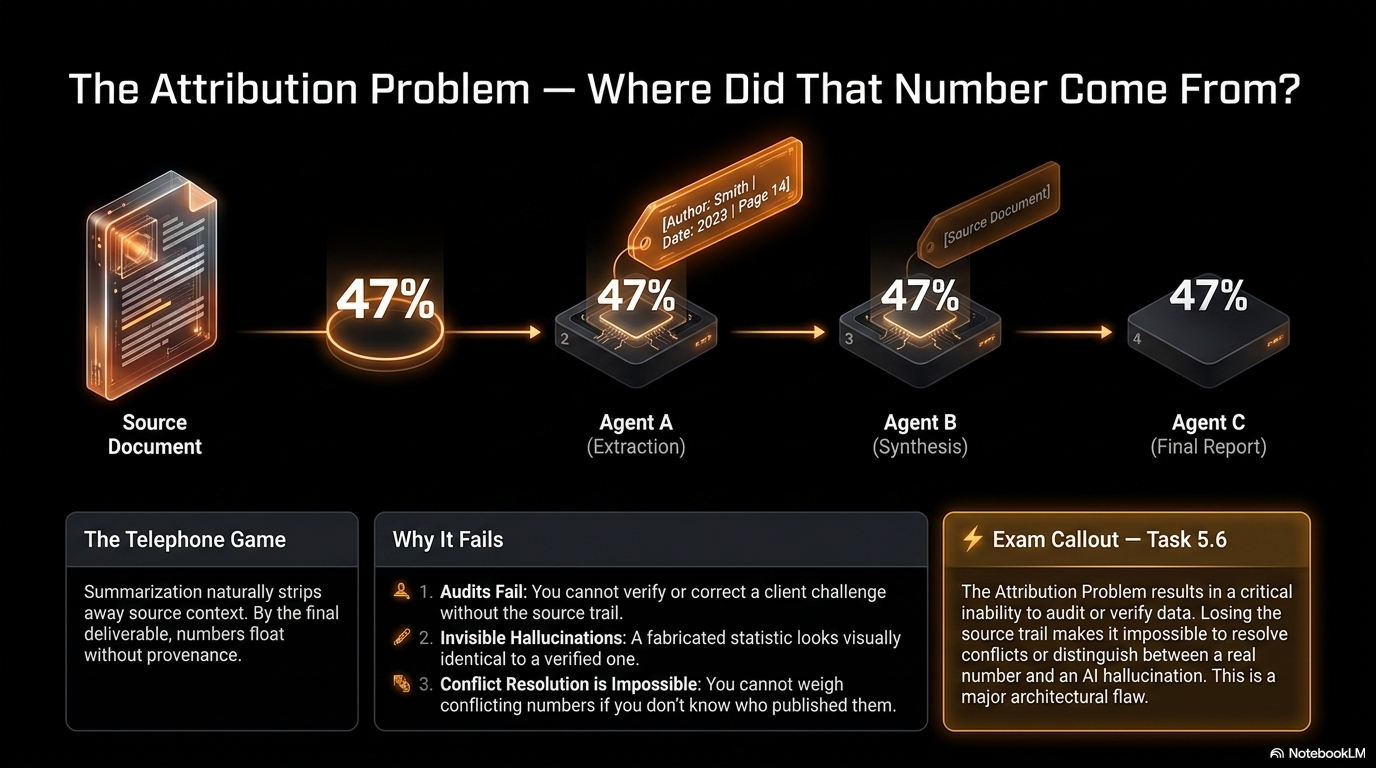 The Attribution Problem — Where Did That Number Come From?
[Author: Smith |
Date: 2023 | Page 14]
[Source Document]
47%
47%
47%
47%
2
3
4
Source
Document
Agent A
(Extraction)
Agent B
(Synthesis)
Agent C
(Final Report)
The Telephone Game
Summarization naturally strips
away source context. By the final
deliverable, numbers float
without provenance.
Why It Fails
1. Audits Fail: You cannot verify or correct a client challenge
without the source trail.
2. Invisible Hallucinations: A fabricated statistic looks visually
identical to a verified one.
3. Conflict Resolution is Impossible: You cannot weigh
conflicting numbers if you don't know who published them.
Exam Callout — Task 5.6
The Attribution Problem results in a critical
inability to audit or verify data. Losing the
source trail makes it impossible to resolve
conflicts or distinguish between a real
number and an AI hallucination. This is a
major architectural flaw.
NotebookLM